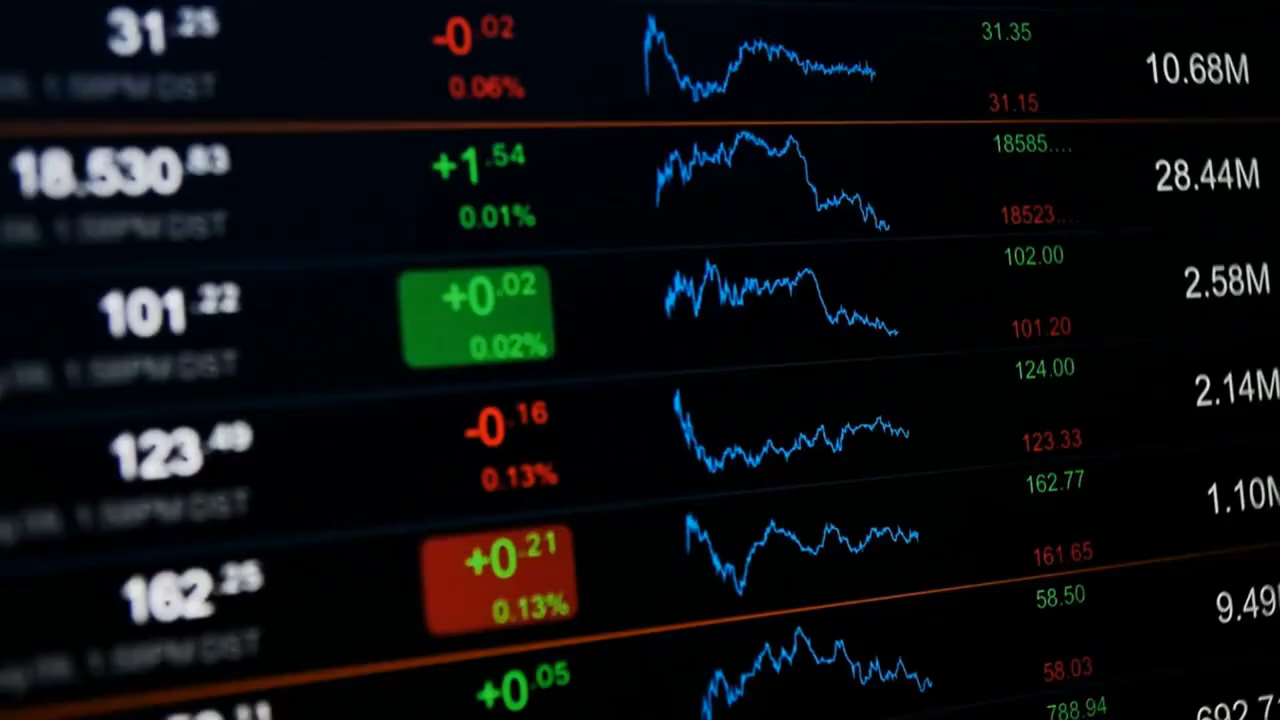 31.25 -0.02 31.35 10.68M
0.06% 31.15
18.530.83 +1.54 18585.... 28.44M
0.01% 18523....
101.22 +0.02 102.00 2.58M
0.02% 101.20
123.49 -0.16 124.00 2.14M
0.13% 123.33
162.25 +0.21 162.77 1.10M
0.13% 161.65
+0.05 58.50 9.49
58.03
788.94 692.7